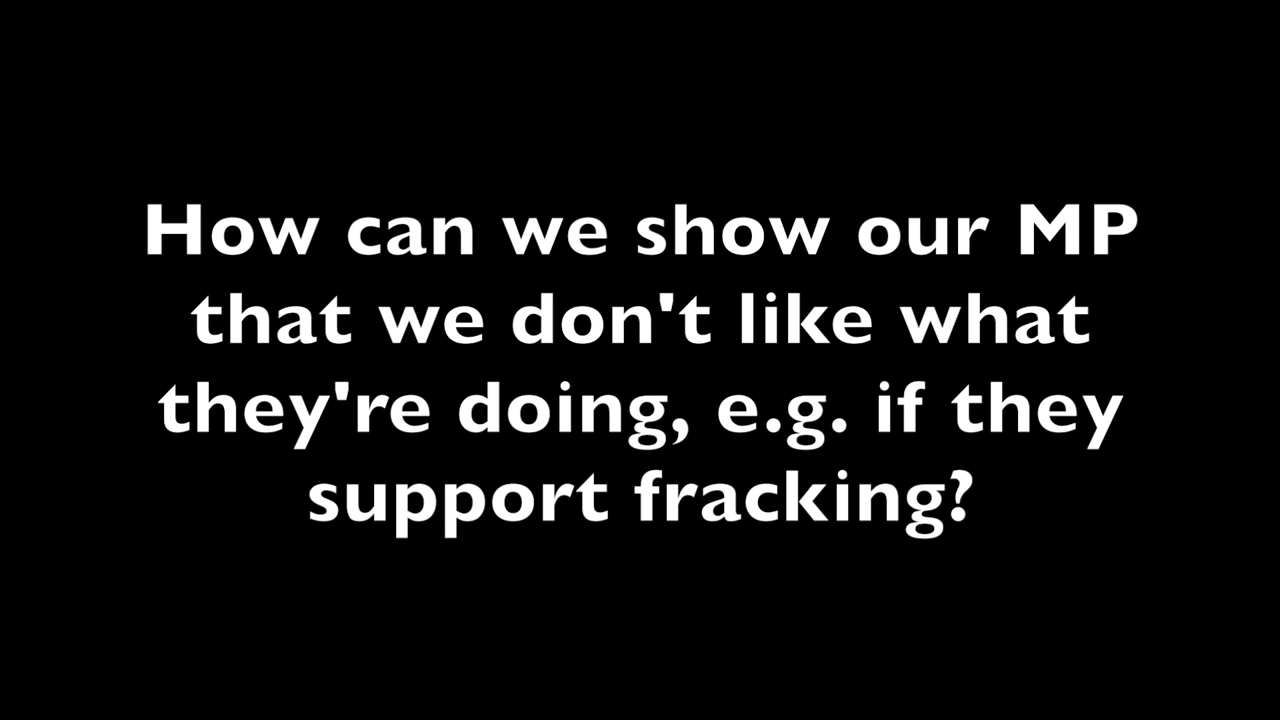 How can we show our MP
that we don't like what
they're doing, e.g. if they
support fracking?